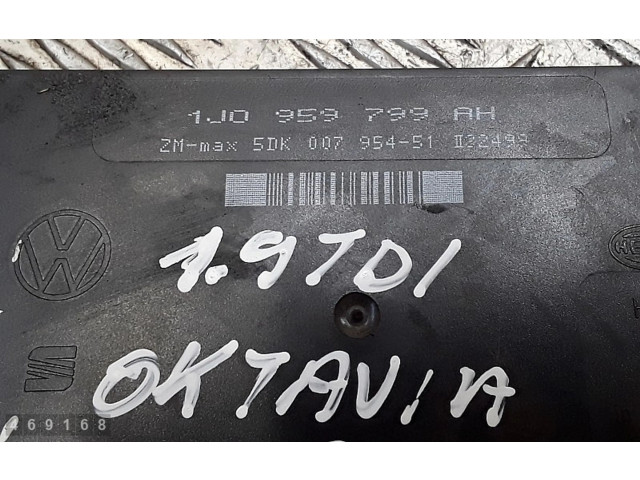 1J0 959 799 AH
ZM-max 5DK 007 954-51
1.9TDI
OKTAVIA
469168